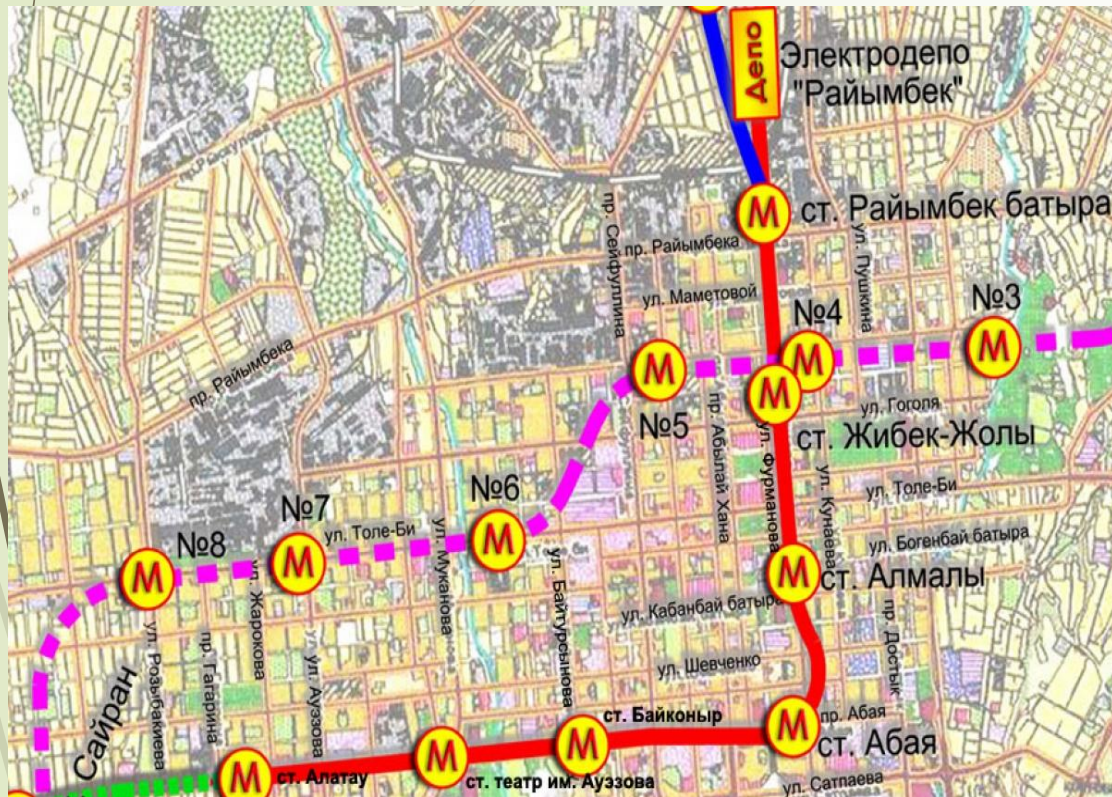 Депо
Электродепо
"Райымбек"
пр.Рыскулова
ст. Райымбек батыра
пр. Сейфуллина
пр. Райымбека
ул. Пушкина
ул. Маметовой
№4
№3
пр. Райымбека
№5
ул. Гоголя
пр. Абылай Хана
ул. Фурманова
ст. Жибек-Жолы
№6
ул. Толе-Би
ул. Кунаева
№7
ул. Толе-Би
ул. Муканова
№8
ул. Богенбай батыра
ул. Байтурсынова
ул. Жарокова
ст. Алмалы
ул. Кабанбай батыра
пр. Достык
ул. Розыбакиева
пр. Гагарина
ул. Ауэзова
ул. Шевченко
Сайран
ст. Байконыр
пр. Абая
ст. Абая
ст. Алатау
ст. театр им. Ауэзова
ул. Сатпаева
М
М
М
М
М
М
М
М
М
М
М
М
М